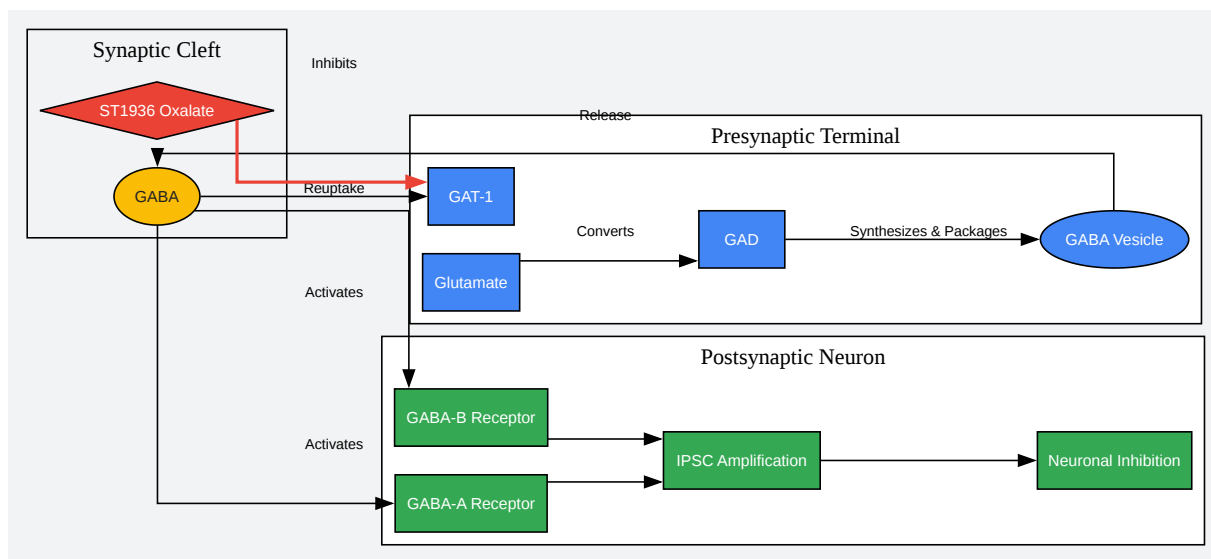 Synaptic Cleft
Inhibits
ST1936 Oxalate
Release
Presynaptic Terminal
GABA
Reuptake
GAT-1
Converts
GAD
Synthesizes & Packages
GABA Vesicle
Glutamate
Activates
Postsynaptic Neuron
GABA-B Receptor
Activates
IPSC Amplification
Neuronal Inhibition
GABA-A Receptor